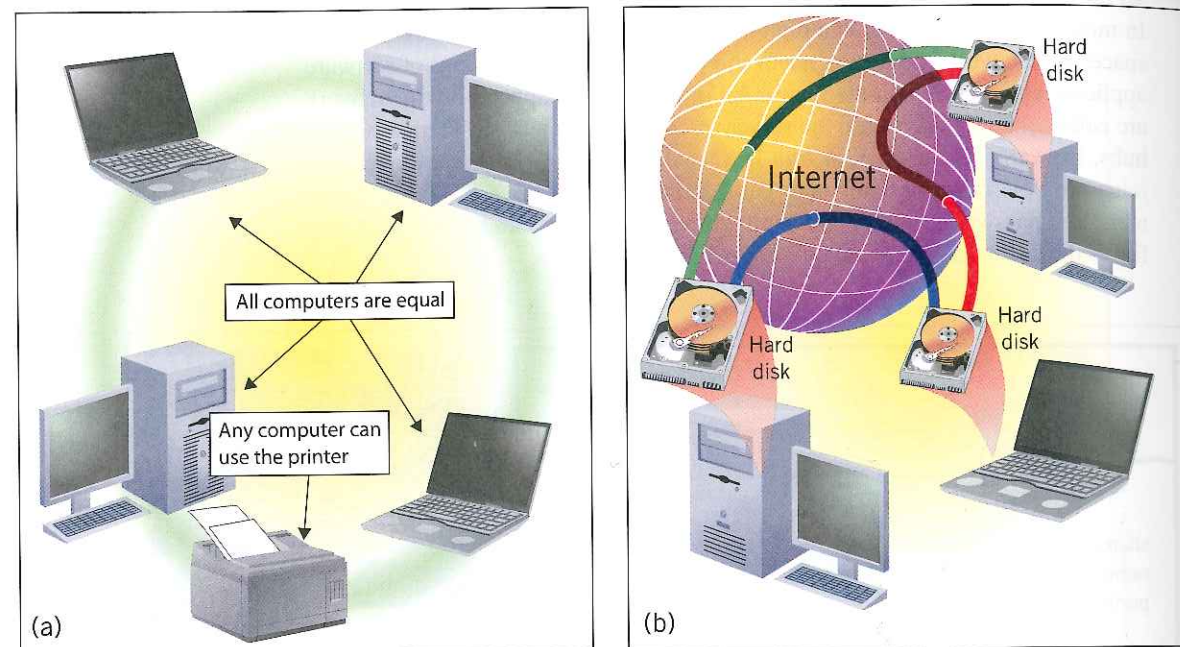 All computers are equal
Any computer can
use the printer
(a)
Internet
Hard
disk
Hard
disk
Hard
disk
(b)